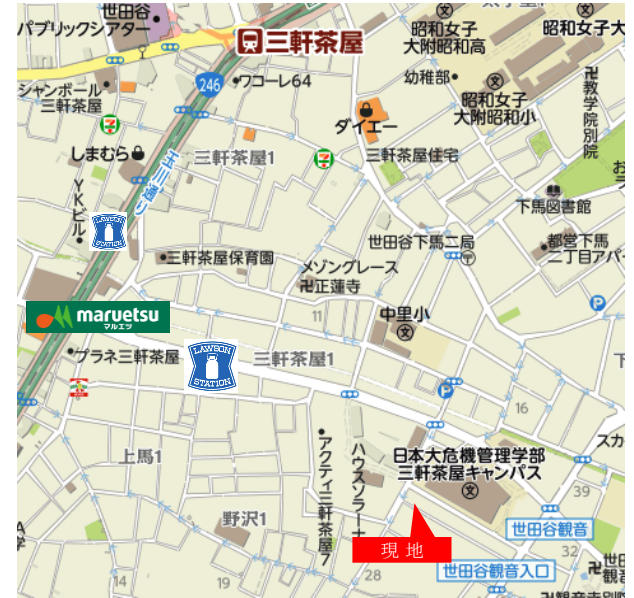 世田谷
パブリックシアター
三軒茶屋
昭和女子
大附昭和高
昭和女子大
246
ワコーレ64
幼稚部
シャンボール
三軒茶屋
昭和女子
大附昭和小
ダイエー
卍教学院別院
しまむら
玉川通り
三軒茶屋1
三軒茶屋住宅
YKビル
下馬図書館
LAWSON
STATION
世田谷下馬二局
都営下馬
二丁目アパー
三軒茶屋保育園
メゾングレース
卍正蓮寺
maruetsu
マルエツ
11
中里小
P
プラネ三軒茶屋
LAWSON
STATION
三軒茶屋1
P
16
上馬1
アクティ三軒茶屋7
ハウスソラーナ
日本大危機管理学部
三軒茶屋キャンパス
スカ
39
野沢1
世田谷観音
現地
32
世田谷観音入口
14
19
28